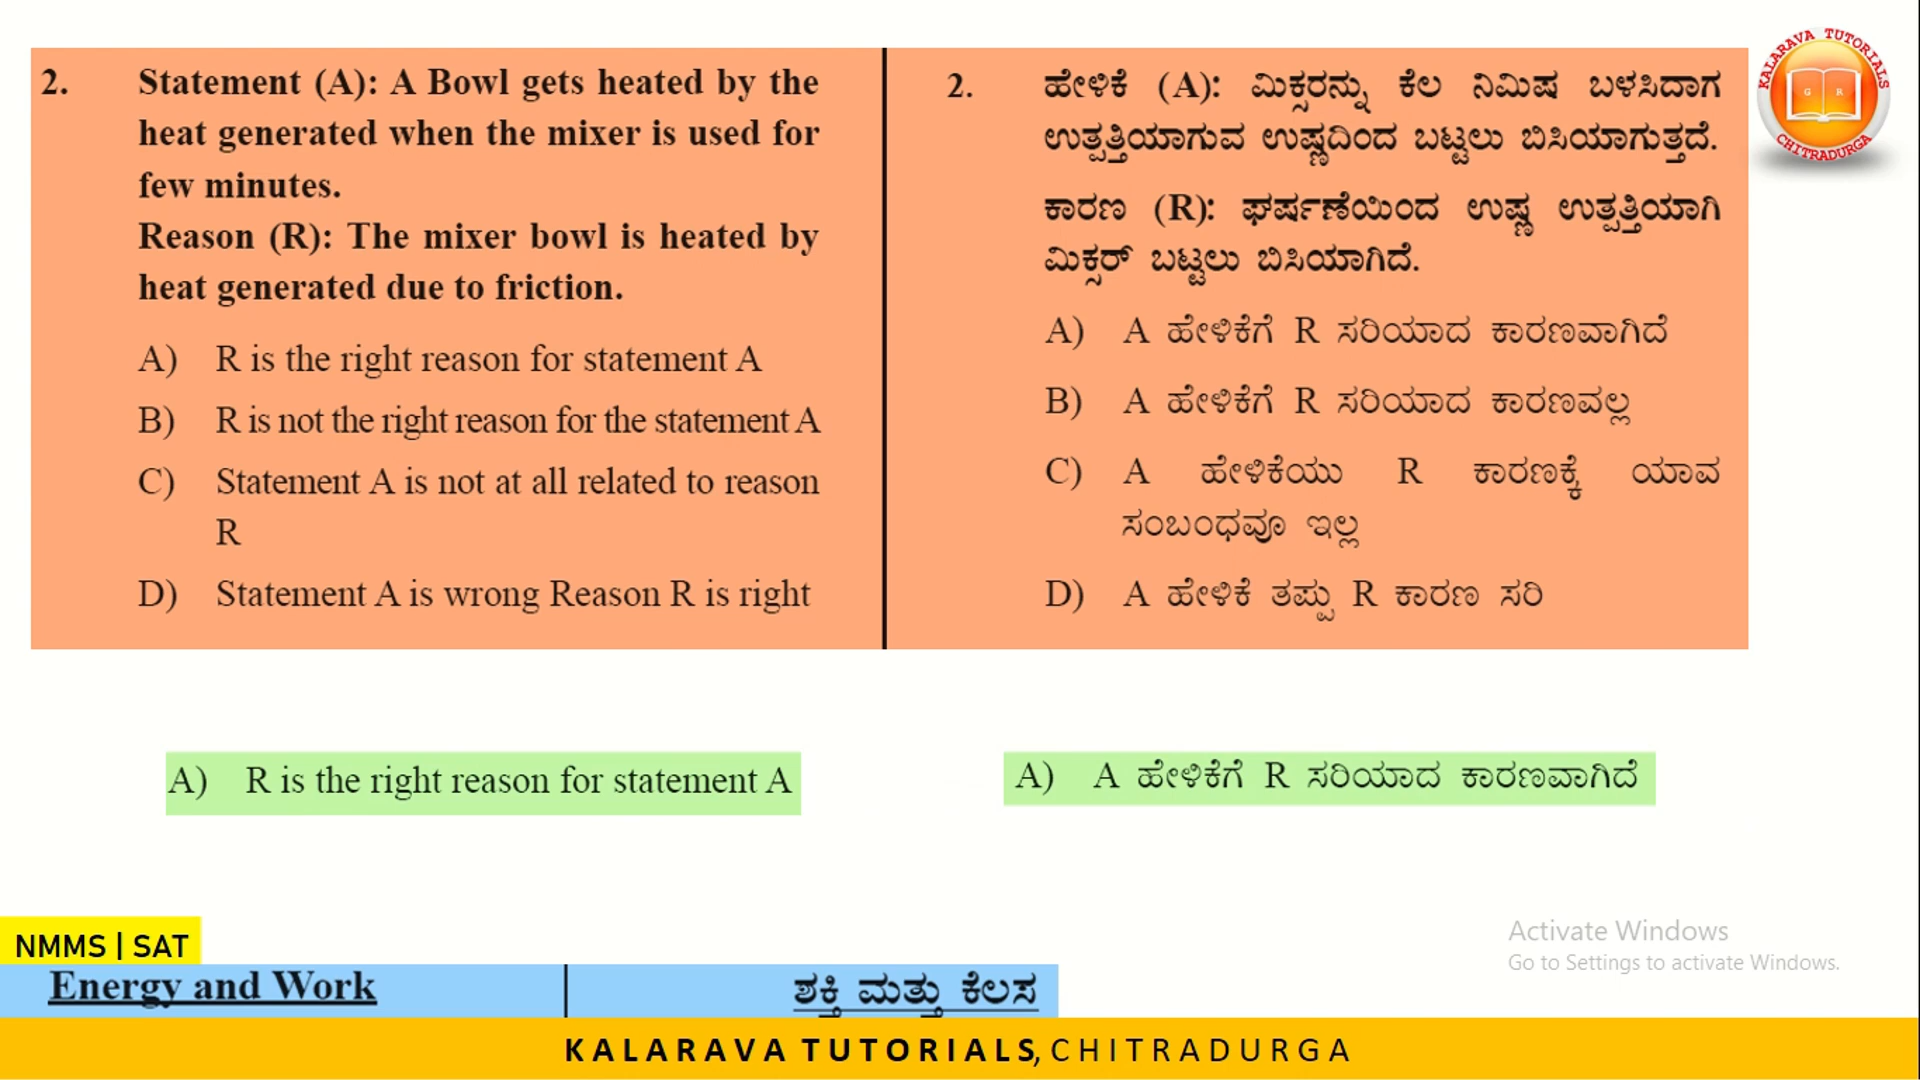 2. Statement (A): A Bowl gets heated by the
heat generated when the mixer is used for
few minutes.
Reason (R): The mixer bowl is heated by
heat generated due to friction.
A) R is the right reason for statement A
B) R is not the right reason for the statement A
C) Statement A is not at all related to reason
R
D) Statement A is wrong Reason R is right
2. ಹೇಳಿಕೆ (A): ಮಿಕ್ಸರನ್ನು ಕೆಲ ನಿಮಿಷ ಬಳಸಿದಾಗ
ಉತ್ಪತ್ತಿಯಾಗುವ ಉಷ್ಣದಿಂದ ಬಟ್ಟಲು ಬಿಸಿಯಾಗುತ್ತದೆ.
ಕಾರಣ (R): ಘರ್ಷಣೆಯಿಂದ ಉಷ್ಣ ಉತ್ಪತ್ತಿಯಾಗಿ
ಮಿಕ್ಸರ್ ಬಟ್ಟಲು ಬಿಸಿಯಾಗಿದೆ.
A) A ಹೇಳಿಕೆಗೆ R ಸರಿಯಾದ ಕಾರಣವಾಗಿದೆ
B) A ಹೇಳಿಕೆಗೆ R ಸರಿಯಾದ ಕಾರಣವಲ್ಲ
C) A ಹೇಳಿಕೆಯು R ಕಾರಣಕ್ಕೆ ಯಾವ
ಸಂಬಂಧವೂ ಇಲ್ಲ
D) A ಹೇಳಿಕೆ ತಪ್ಪು R ಕಾರಣ ಸರಿ
KALARAVA TUTORIALS
G R
CHITRADURGA
A) R is the right reason for statement A
A) A ಹೇಳಿಕೆಗೆ R ಸರಿಯಾದ ಕಾರಣವಾಗಿದೆ
NMMS | SAT
Activate Windows
Go to Settings to activate Windows.
Energy and Work
ಶಕ್ತಿ ಮತ್ತು ಕೆಲಸ
KALARAVA TUTORIALS, CHITRADURGA